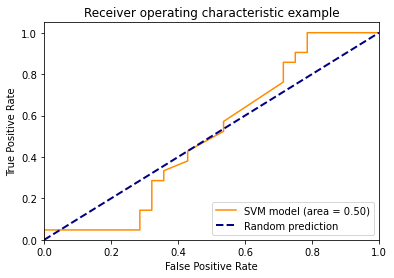 Receiver operating characteristic example
1.0
0.8
0.6
0.4
0.2
0.0
True Positive Rate
SVM model (area = 0.50)
Random prediction
0.0 0.2 0.4 0.6 0.8 1.0
False Positive Rate